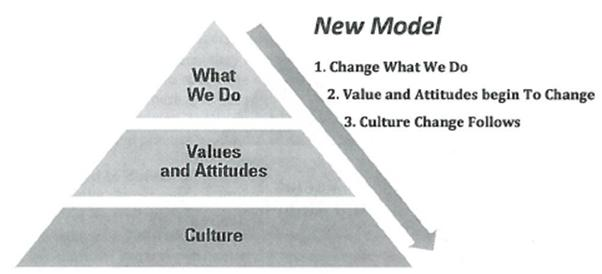 New Model
1. Change What We Do
2. Value and Attitudes begin To Change
3. Culture Change Follows
What
We Do
Values
and Attitudes
Culture